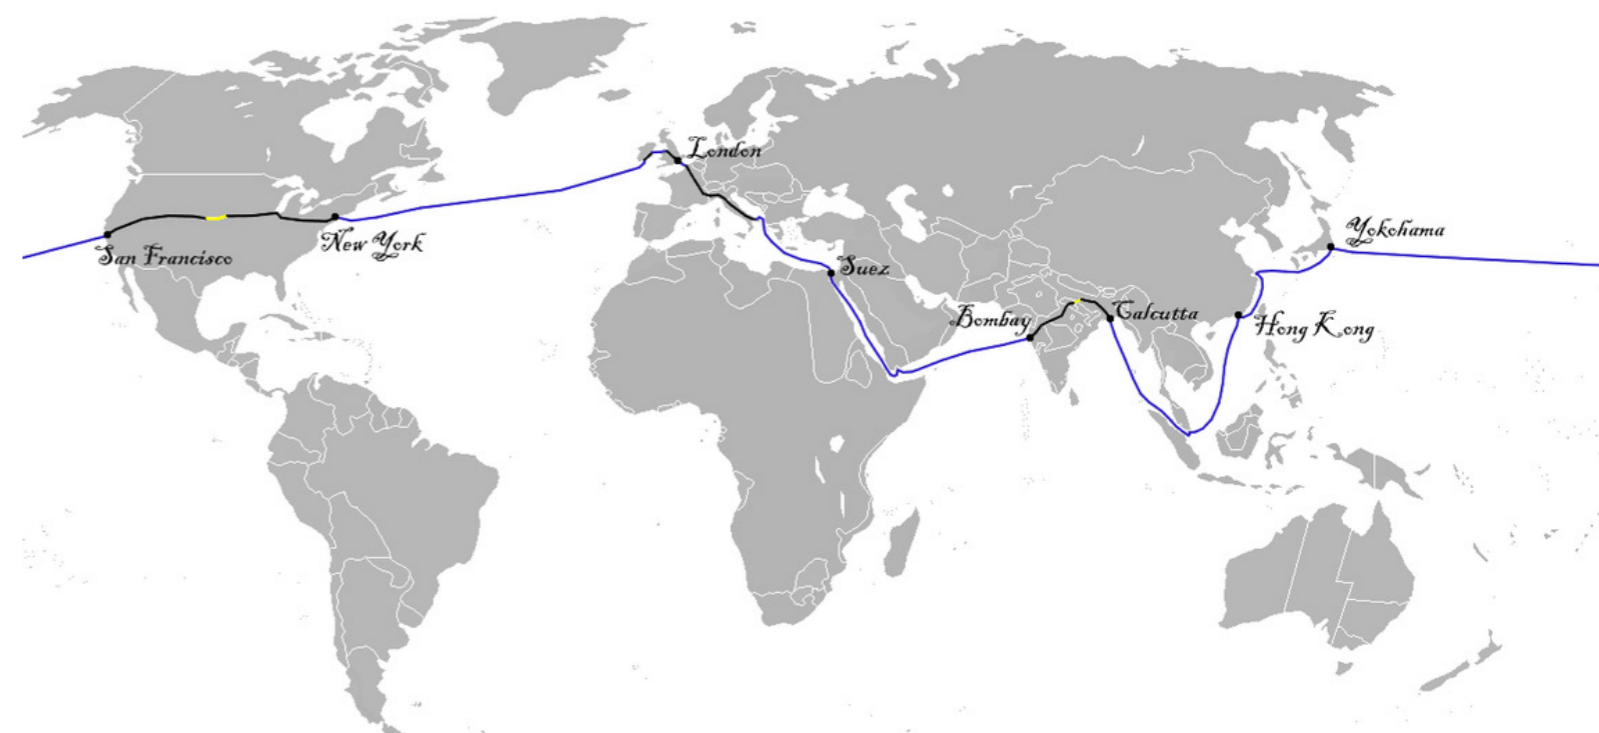 London
Yokohama
New York
San Francisco
Suez
Bombay
Calcutta
Hong Kong